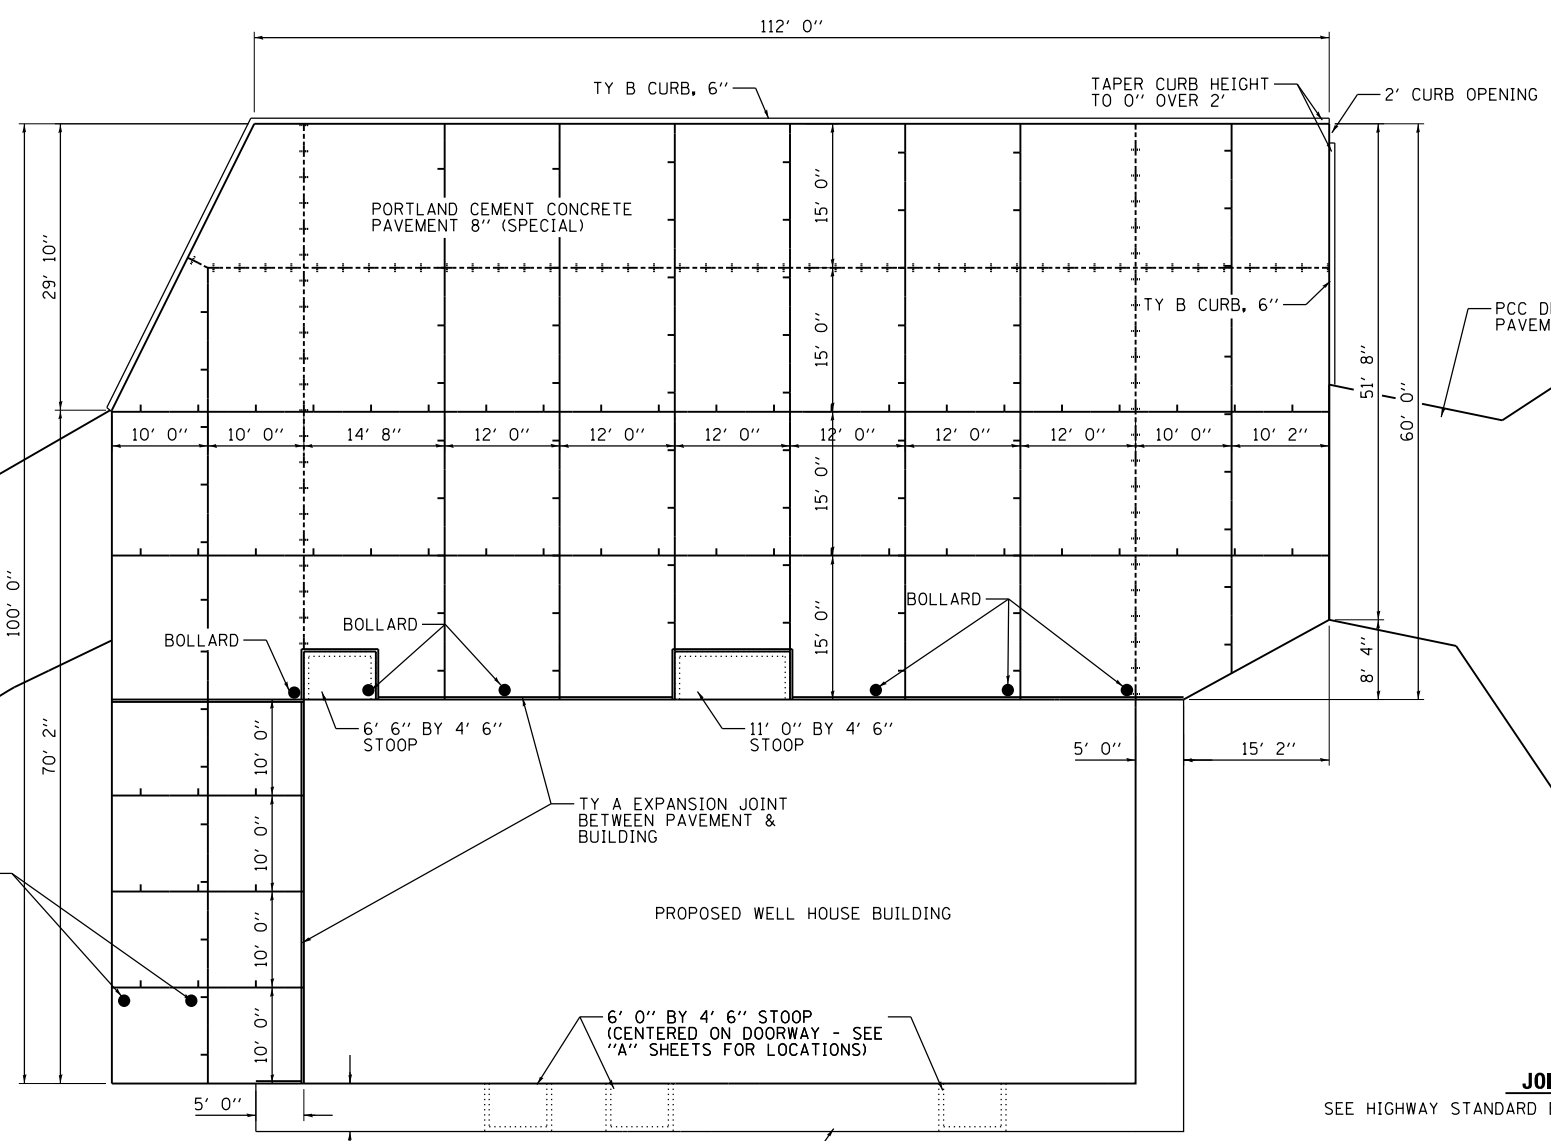 112' 0"
TY B CURB, 6"
TAPER CURB HEIGHT
TO 0" OVER 2'
2' CURB OPENING
PORTLAND CEMENT CONCRETE
PAVEMENT 8" (SPECIAL)
15' 0"
29' 10"
TY B CURB, 6"
15' 0"
51' 8"
60' 0"
10' 0"
10' 0"
14' 8"
12' 0"
12' 0"
12' 0"
12' 0"
12' 0"
12' 0"
10' 0"
10' 2"
15' 0"
100' 0"
BOLLARD
BOLLARD
BOLLARD
15' 0"
8' 4"
6' 6" BY 4' 6"
STOOP
11' 0" BY 4' 6"
STOOP
5' 0"
15' 2"
70' 2"
10' 0"
TY A EXPANSION JOINT
BETWEEN PAVEMENT &
BUILDING
10' 0"
PROPOSED WELL HOUSE BUILDING
10' 0"
10' 0"
6' 0" BY 4' 6" STOOP
(CENTERED ON DOORWAY - SEE
"A" SHEETS FOR LOCATIONS)
5' 0"
PCC
SEE HIGHWAY STANDARD